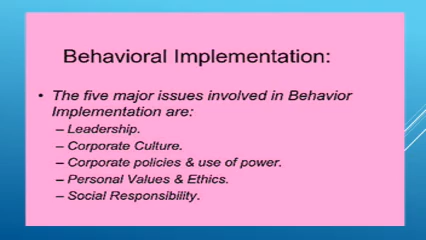 Behavioral Implementation:
• The five major issues involved in Behavior
Implementation are:
– Leadership.
– Corporate Culture.
– Corporate policies & use of power.
– Personal Values & Ethics.
– Social Responsibility.